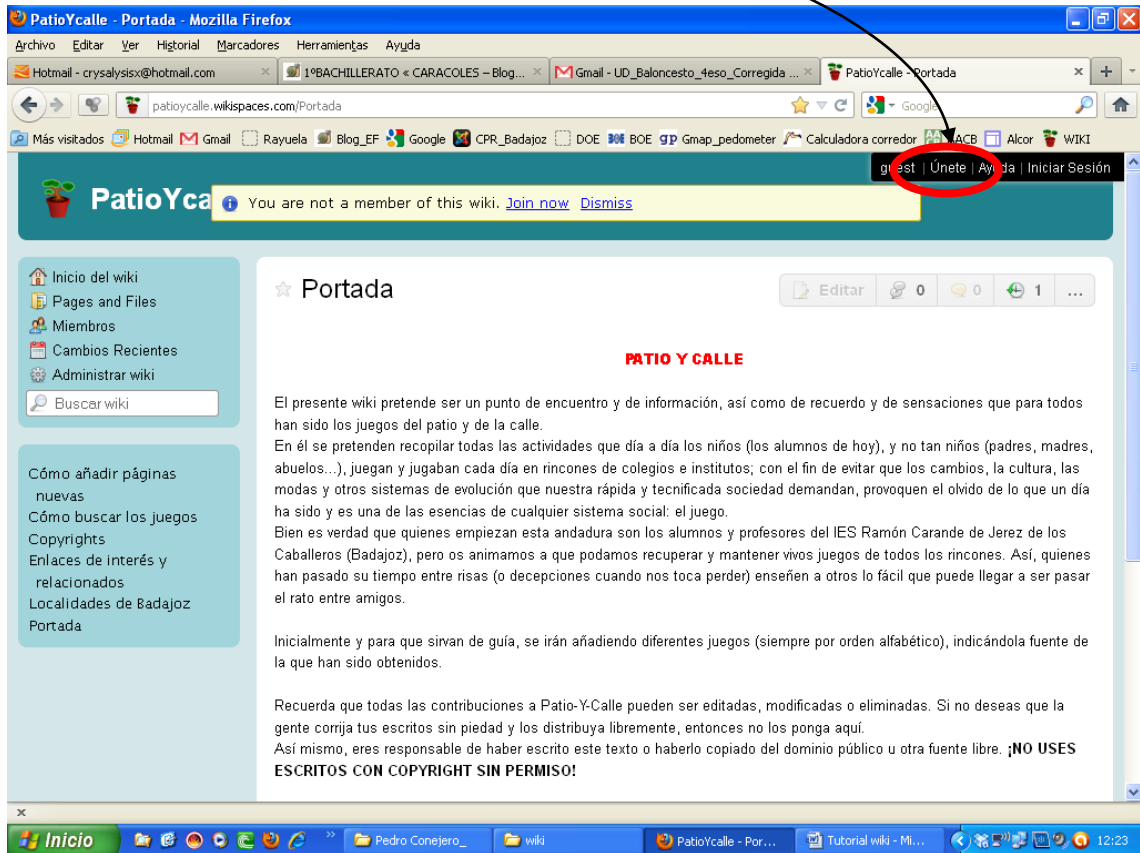 PatioYcalle - Portada - Mozilla Firefox
Archivo Editar Ver Historial Marcadores Herramientas Ayuda
Hotmail - crysalysisx@hotmail.com 1ºBACHILLERATO « CARACOLES – Blog... Gmail - UD_Baloncesto_4eso_Corregida ... PatioYcalle - Portada
patioycalle.wikispaces.com/Portada Google
Más visitados Hotmail Gmail Rayuela Blog_EF Google CPR_Badajoz DOE BOE Gmap_pedometer Calculadora corredor AACB Alcor WIKI
guest | Únete | Ayuda | Iniciar Sesión
PatioYca
You are not a member of this wiki. Join now Dismiss
Inicio del wiki
Pages and Files
Miembros
Cambios Recientes
Administrar wiki
Buscar wiki
Cómo añadir páginas
nuevas
Cómo buscar los juegos
Copyrights
Enlaces de interés y
relacionados
Localidades de Badajoz
Portada
Portada
Editar 0 0 1 ...
PATIO Y CALLE
El presente wiki pretende ser un punto de encuentro y de información, así como de recuerdo y de sensaciones que para todos
han sido los juegos del patio y de la calle.
En él se pretenden recopilar todas las actividades que día a día los niños (los alumnos de hoy), y no tan niños (padres, madres,
abuelos...), juegan y jugaban cada día en rincones de colegios e institutos; con el fin de evitar que los cambios, la cultura, las
modas y otros sistemas de evolución que nuestra rápida y tecnificada sociedad demandan, provoquen el olvido de lo que un día
ha sido y es una de las esencias de cualquier sistema social: el juego.
Bien es verdad que quienes empiezan esta andadura son los alumnos y profesores del IES Ramón Carande de Jerez de los
Caballeros (Badajoz), pero os animamos a que podamos recuperar y mantener vivos juegos de todos los rincones. Así, quienes
han pasado su tiempo entre risas (o decepciones cuando nos toca perder) enseñen a otros lo fácil que puede llegar a ser pasar
el rato entre amigos.
Inicialmente y para que sirvan de guía, se irán añadiendo diferentes juegos (siempre por orden alfabético), indicándola fuente de
la que han sido obtenidos.
Recuerda que todas las contribuciones a Patio-Y-Calle pueden ser editadas, modificadas o eliminadas. Si no deseas que la
gente corrija tus escritos sin piedad y los distribuya libremente, entonces no los ponga aquí.
Así mismo, eres responsable de haber escrito este texto o haberlo copiado del dominio público u otra fuente libre. ¡NO USES
ESCRITOS CON COPYRIGHT SIN PERMISO!
x
Inicio Pedro Conejero_ wiki PatioYcalle - Por... Tutorial wiki - Mi... 12:23